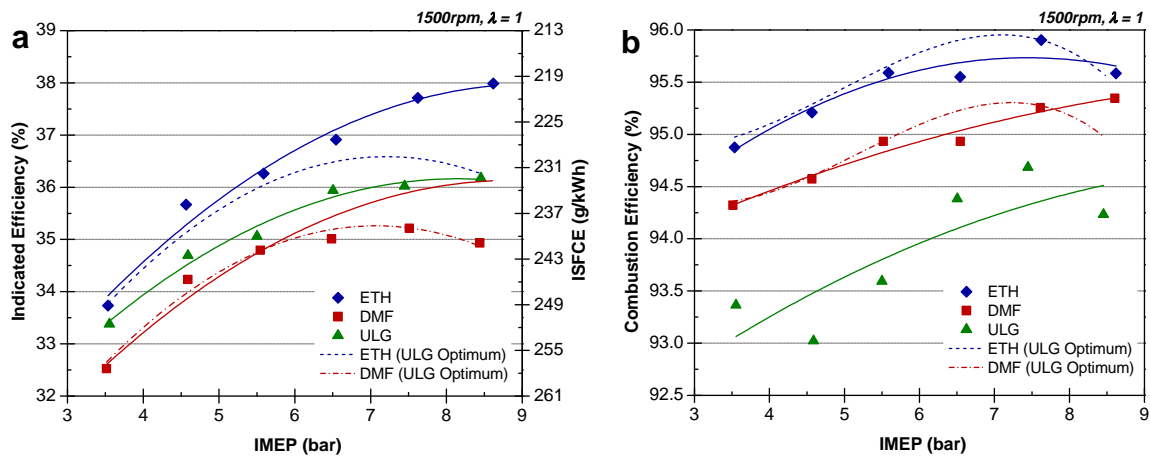 1500rpm, λ = 1
a
39
38
37
36
35
34
33
32
Indicated Efficiency (%)
213
219
225
231
237
243
249
255
261
ISFCE (g/kWh)
ETH
DMF
ULG
ETH (ULG Optimum)
DMF (ULG Optimum)
3 4 5 6 7 8 9
IMEP (bar)
1500rpm, λ = 1
b
96.0
95.5
95.0
94.5
94.0
93.5
93.0
92.5
Combustion Efficiency (%)
ETH
DMF
ULG
ETH (ULG Optimum)
DMF (ULG Optimum)
3 4 5 6 7 8 9
IMEP (bar)